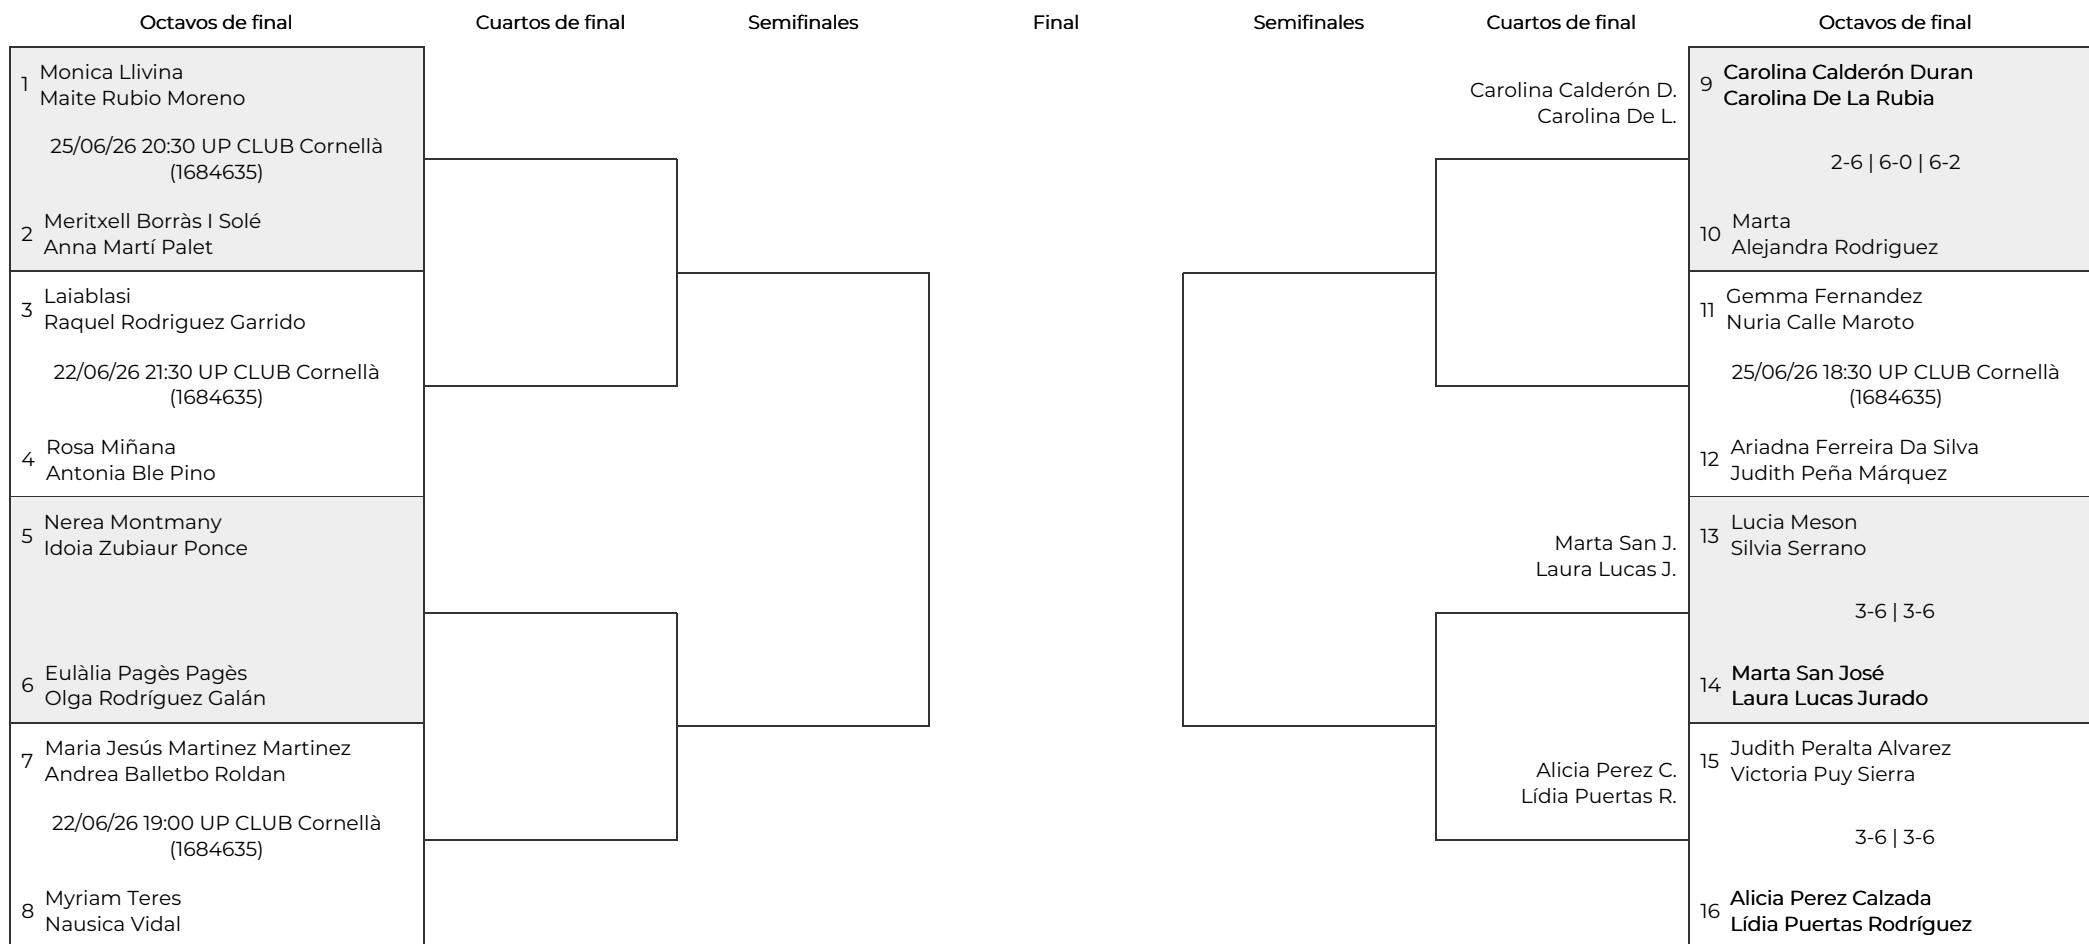 Octavos de final
Cuartos de final
Semifinales
Final
Semifinales
Cuartos de final
Octavos de final
1
Monica Llivina
Maite Rubio Moreno
25/06/26 20:30 UP CLUB Cornellà
(1684635)
2
Meritxell Borràs I Solé
Anna Martí Palet
3
Laiablasi
Raquel Rodriguez Garrido
22/06/26 21:30 UP CLUB Cornellà
(1684635)
4
Rosa Miñana
Antonia Ble Pino
5
Nerea Montmany
Idoia Zubiaur Ponce
6
Eulàlia Pagès Pagès
Olga Rodríguez Galán
7
Maria Jesús Martinez Martinez
Andrea Balletbo Roldan
22/06/26 19:00 UP CLUB Cornellà
(1684635)
8
Myriam Teres
Nausica Vidal
Carolina Calderón D.
Carolina De L.
Marta San J.
Laura Lucas J.
Alicia Perez C.
Lídia Puertas R.
9
Carolina Calderón Duran
Carolina De La Rubia
2-6 | 6-0 | 6-2
10
Marta
Alejandra Rodriguez
11
Gemma Fernandez
Nuria Calle Maroto
25/06/26 18:30 UP CLUB Cornellà
(1684635)
12
Ariadna Ferreira Da Silva
Judith Peña Márquez
13
Lucia Meson
Silvia Serrano
3-6 | 3-6
14
Marta San José
Laura Lucas Jurado
15
Judith Peralta Alvarez
Victoria Puy Sierra
3-6 | 3-6
16
Alicia Perez Calzada
Lídia Puertas Rodríguez